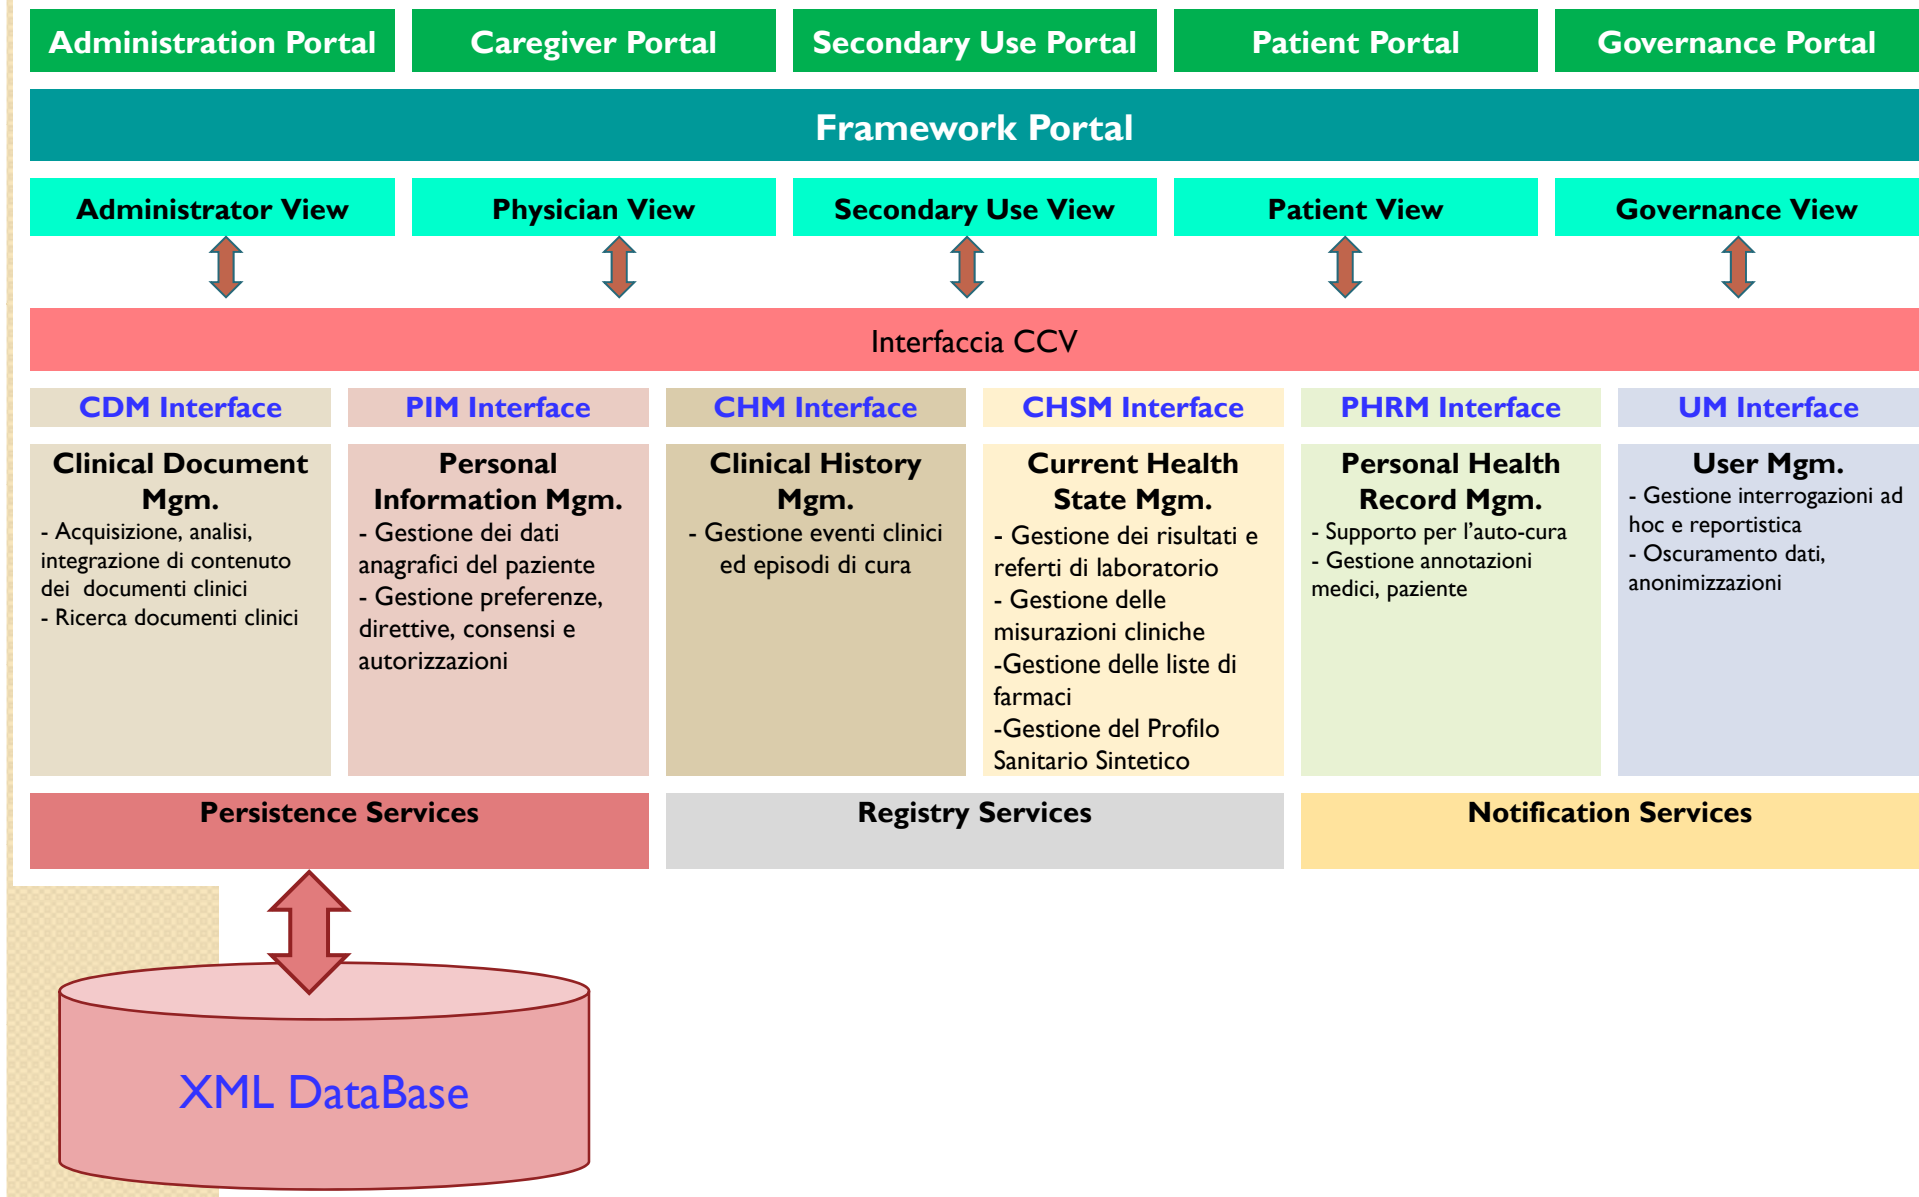 Administration Portal
Caregiver Portal
Secondary Use Portal
Patient Portal
Governance Portal
Framework Portal
Administrator View
Physician View
Secondary Use View
Patient View
Governance View
Interfaccia CCV
CDM Interface
PIM Interface
CHM Interface
CHSM Interface
PHRM Interface
UM Interface
Clinical Document
Mgm.
- Acquisizione, analisi,
integrazione di contenuto
dei documenti clinici
- Ricerca documenti clinici
Personal
Information Mgm.
- Gestione dei dati
anagrafici del paziente
- Gestione preferenze,
direttive, consensi e
autorizzazioni
Clinical History
Mgm.
- Gestione eventi clinici
ed episodi di cura
Current Health
State Mgm.
- Gestione dei risultati e
referti di laboratorio
- Gestione delle
misurazioni cliniche
-Gestione delle liste di
farmaci
-Gestione del Profilo
Sanitario Sintetico
Personal Health
Record Mgm.
- Supporto per l’auto-cura
- Gestione annotazioni
medici, paziente
User Mgm.
- Gestione interrogazioni ad
hoc e reportistica
- Oscuramento dati,
anonimizzazioni
Persistence Services
Registry Services
Notification Services
XML DataBase